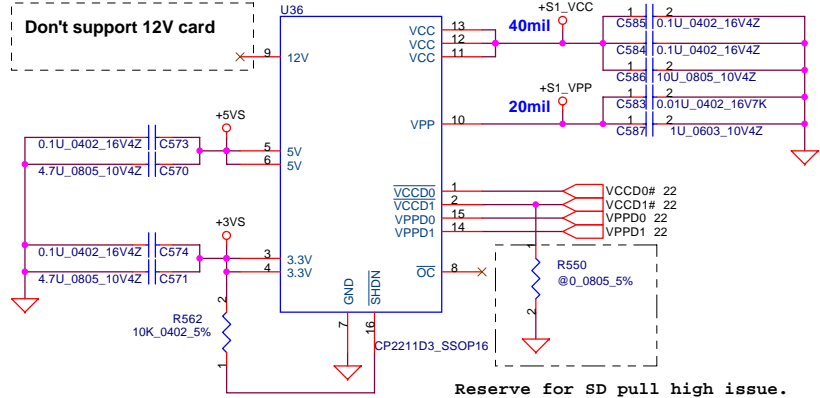 Don't support 12V card
U36
+S1_VCC
40mil
1
2
C585
0.1U_0402_16V4Z
1
2
C584
0.1U_0402_16V4Z
1
2
C586
10U_0805_10V4Z
+S1_VPP
20mil
1
2
C583
0.01U_0402_16V7K
1
2
C587
1U_0603_10V4Z
9
12V
VCC
13
VCC
12
VCC
11
VPP
10
+5VS
0.1U_0402_16V4Z
C573
4.7U_0805_10V4Z
C570
5
5V
6
5V
VCCD0
1
VCCD0# 22
VCCD1
2
VCCD1# 22
VPPD0
15
VPPD0 22
VPPD1
14
VPPD1 22
+3VS
0.1U_0402_16V4Z
C574
4.7U_0805_10V4Z
C571
3
3.3V
4
3.3V
OC
8
1
R550
@0_0805_5%
2
GND
SHDN
7
16
2
R562
10K_0402_5%
1
CP2211D3_SSOP16
Reserve for SD pull high issue.